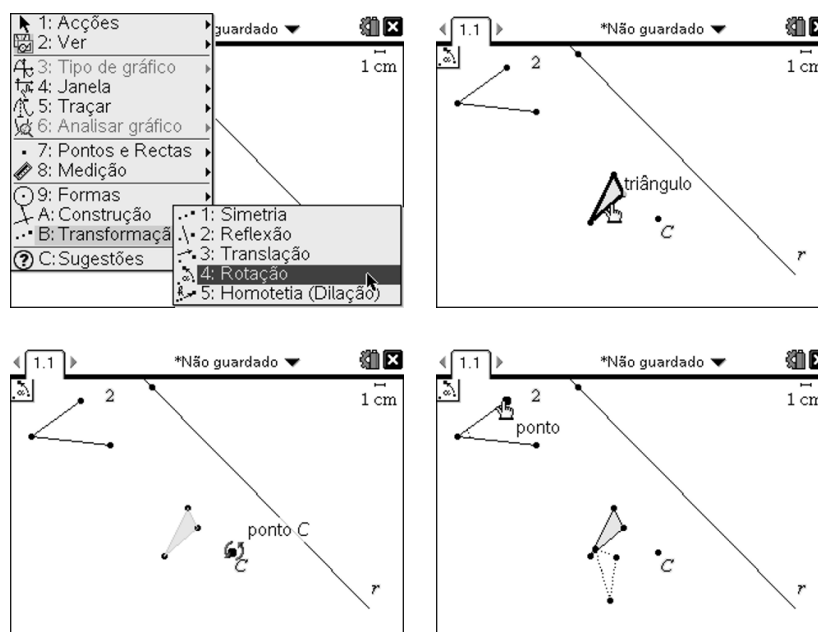 1: Acções
2: Ver
3: Tipo de gráfico
4: Janela
5: Traçar
6: Analisar gráfico
7: Pontos e Rectas
8: Medição
9: Formas
A: Construção
B: Transformaçã
C: Sugestões
1: Simetria
2: Reflexão
3: Translação
4: Rotação
5: Homotetia (Dilação)
guardado
1 cm
1.1
*Não guardado
2
1 cm
triângulo
C
r
1.1
*Não guardado
2
1 cm
ponto C
C
r
1.1
*Não guardado
2
1 cm
ponto
C
r